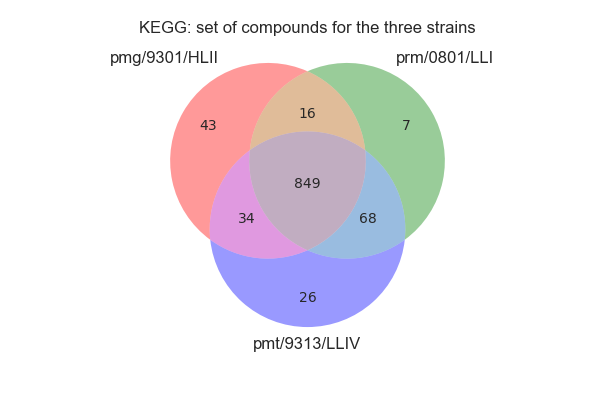 KEGG: set of compounds for the three strains
pmg/9301/HLII
prm/0801/LLI
16
43
7
849
34
68
26
pmt/9313/LLIV